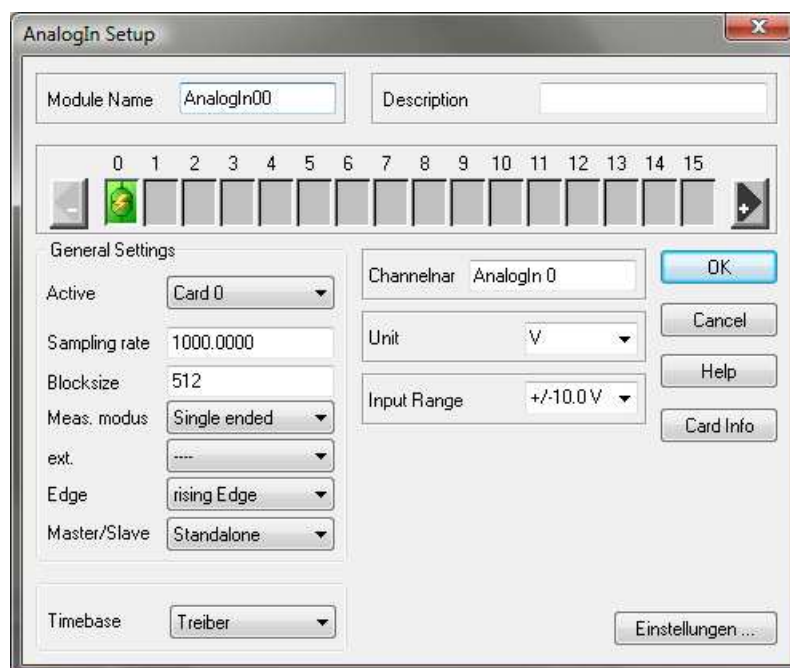 AnalogIn Setup
x
Module Name AnalogIn00 Description
0 1 2 3 4 5 6 7 8 9 10 11 12 13 14 15
- +
General Settings
Active Card 0
Sampling rate 1000.0000
Blocksize 512
Meas. modus Single ended
ext. ----
Edge rising Edge
Master/Slave Standalone
Timebase Treiber
Channelnar AnalogIn 0
Unit V
Input Range +/-10.0 V
OK
Cancel
Help
Card Info
Einstellungen ...